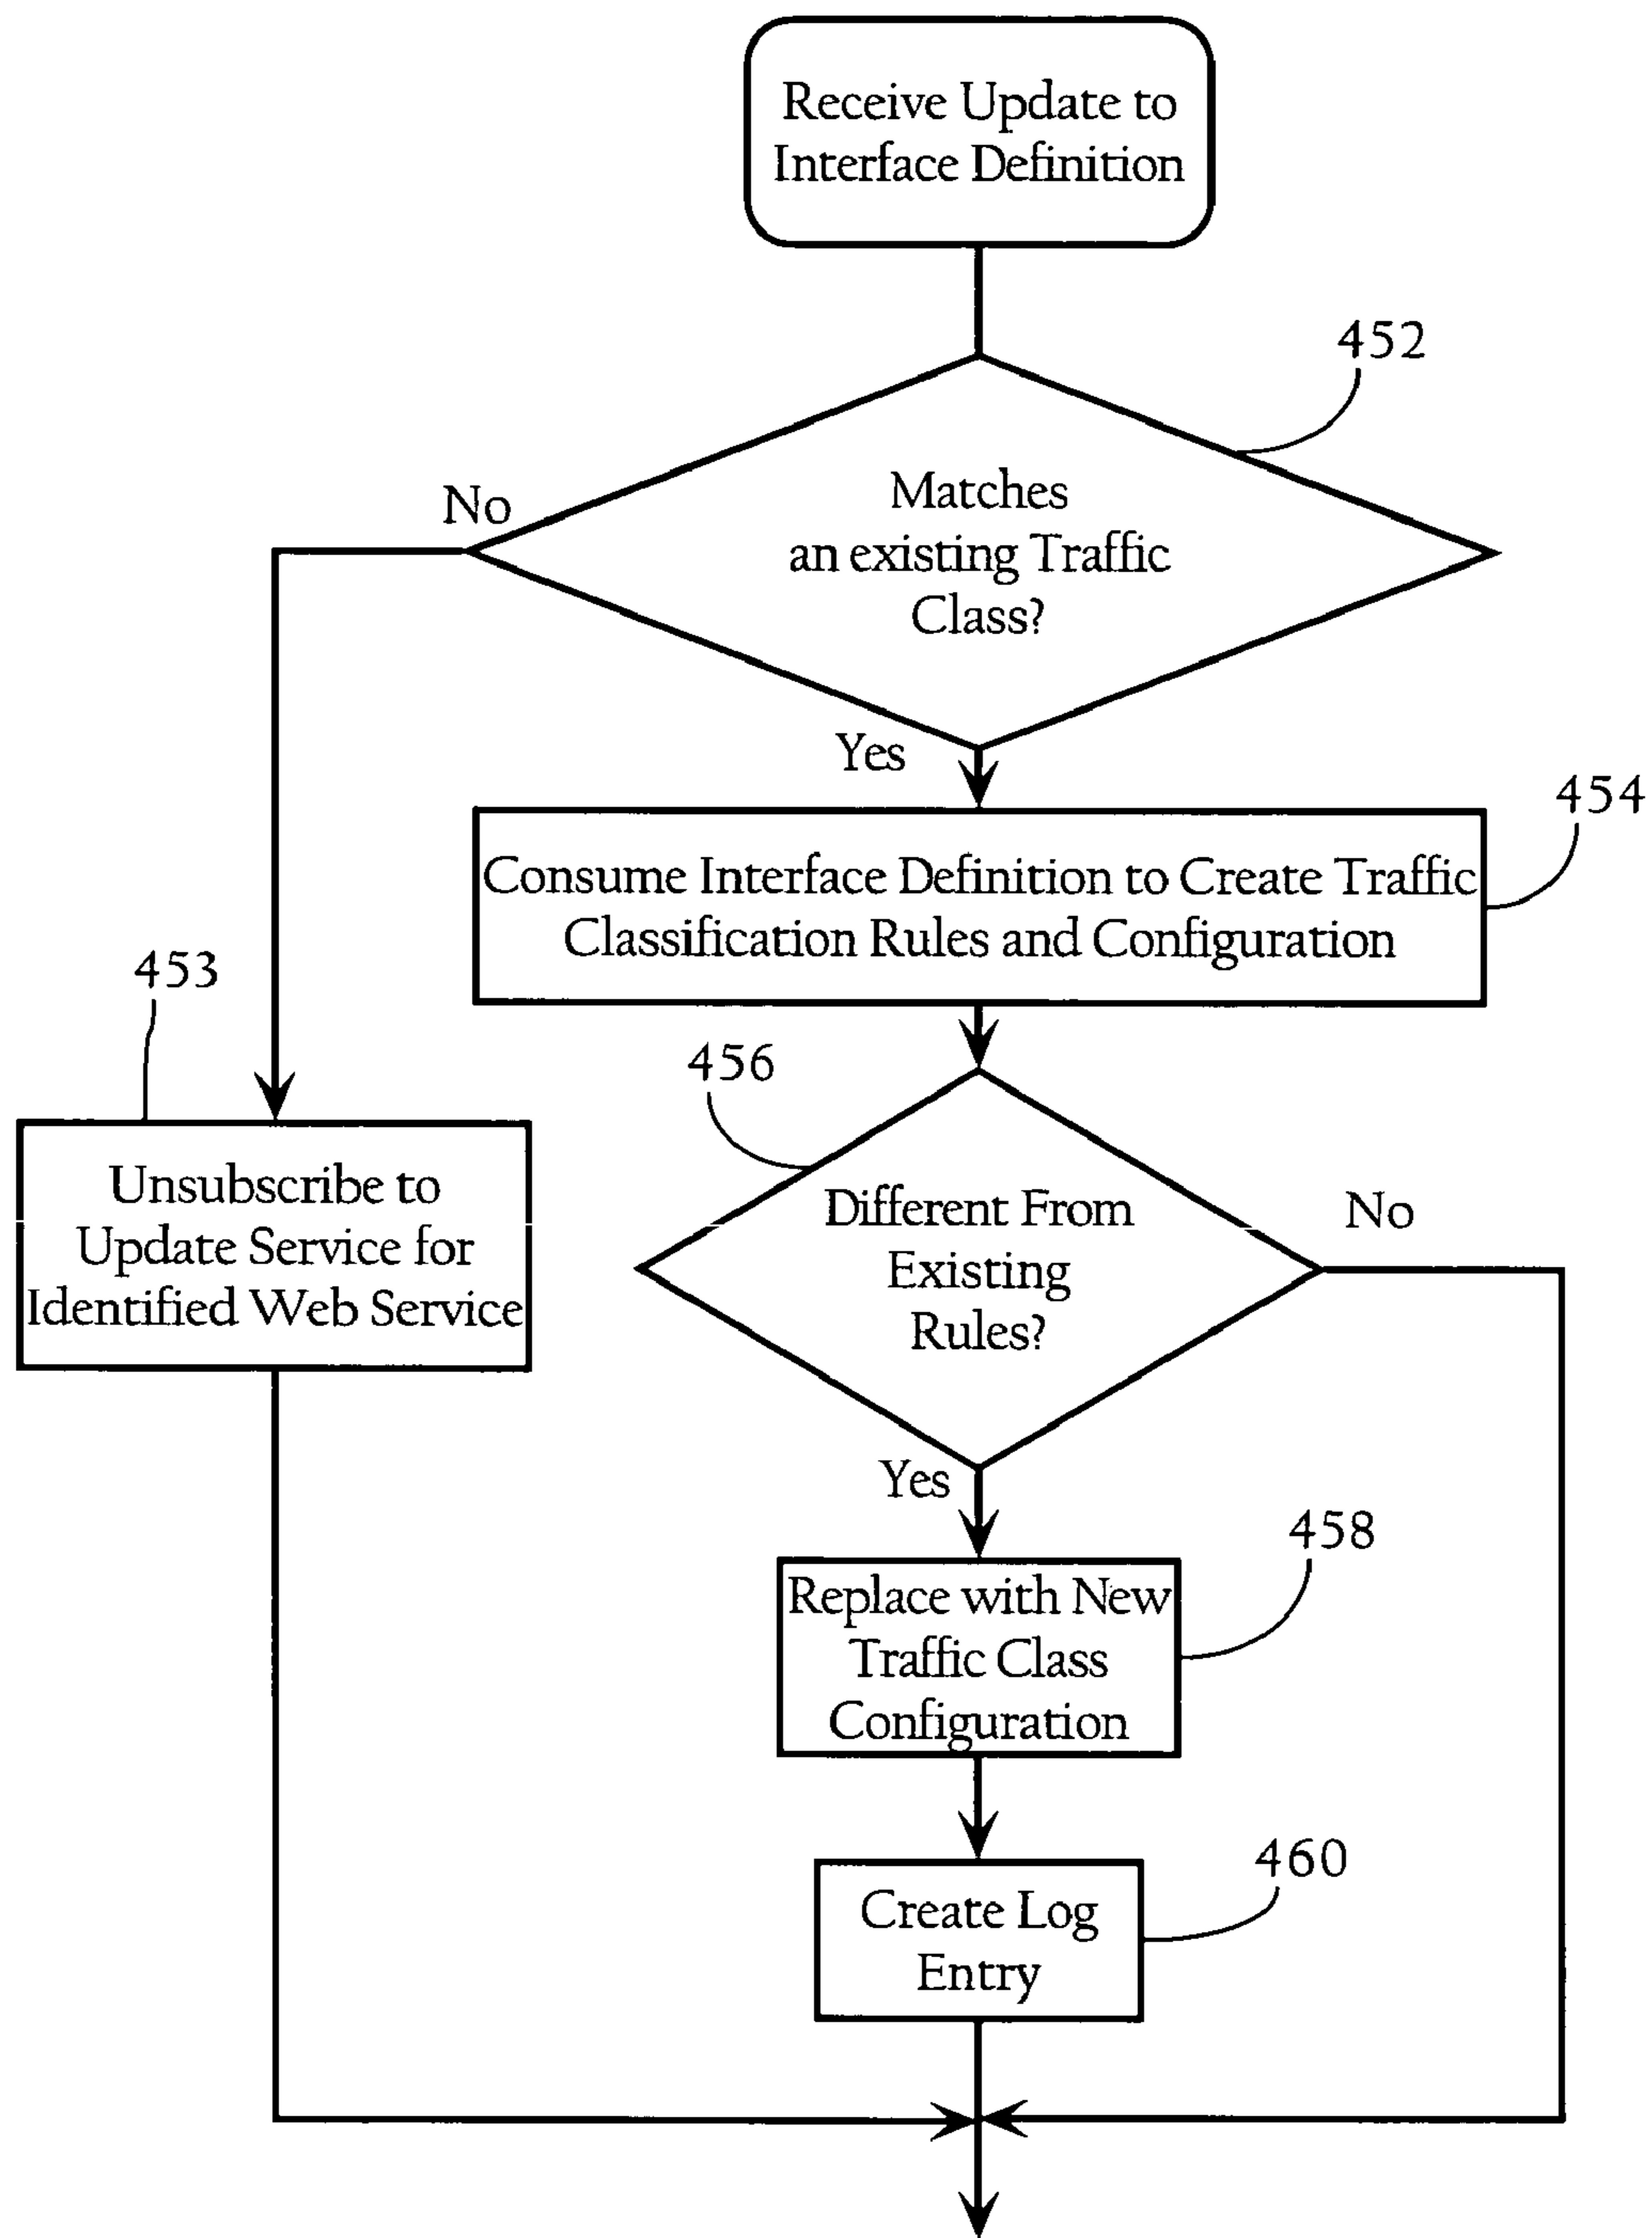 Receive Update to
Interface Definition
452
No
Matches
an existing Traffic
Class?
Yes
454
Consume Interface Definition to Create Traffic
Classification Rules and Configuration
453
456
Unsubscribe to
Update Service for
Identified Web Service
Different From
Existing
Rules?
No
Yes
458
Replace with New
Traffic Class
Configuration
460
Create Log
Entry